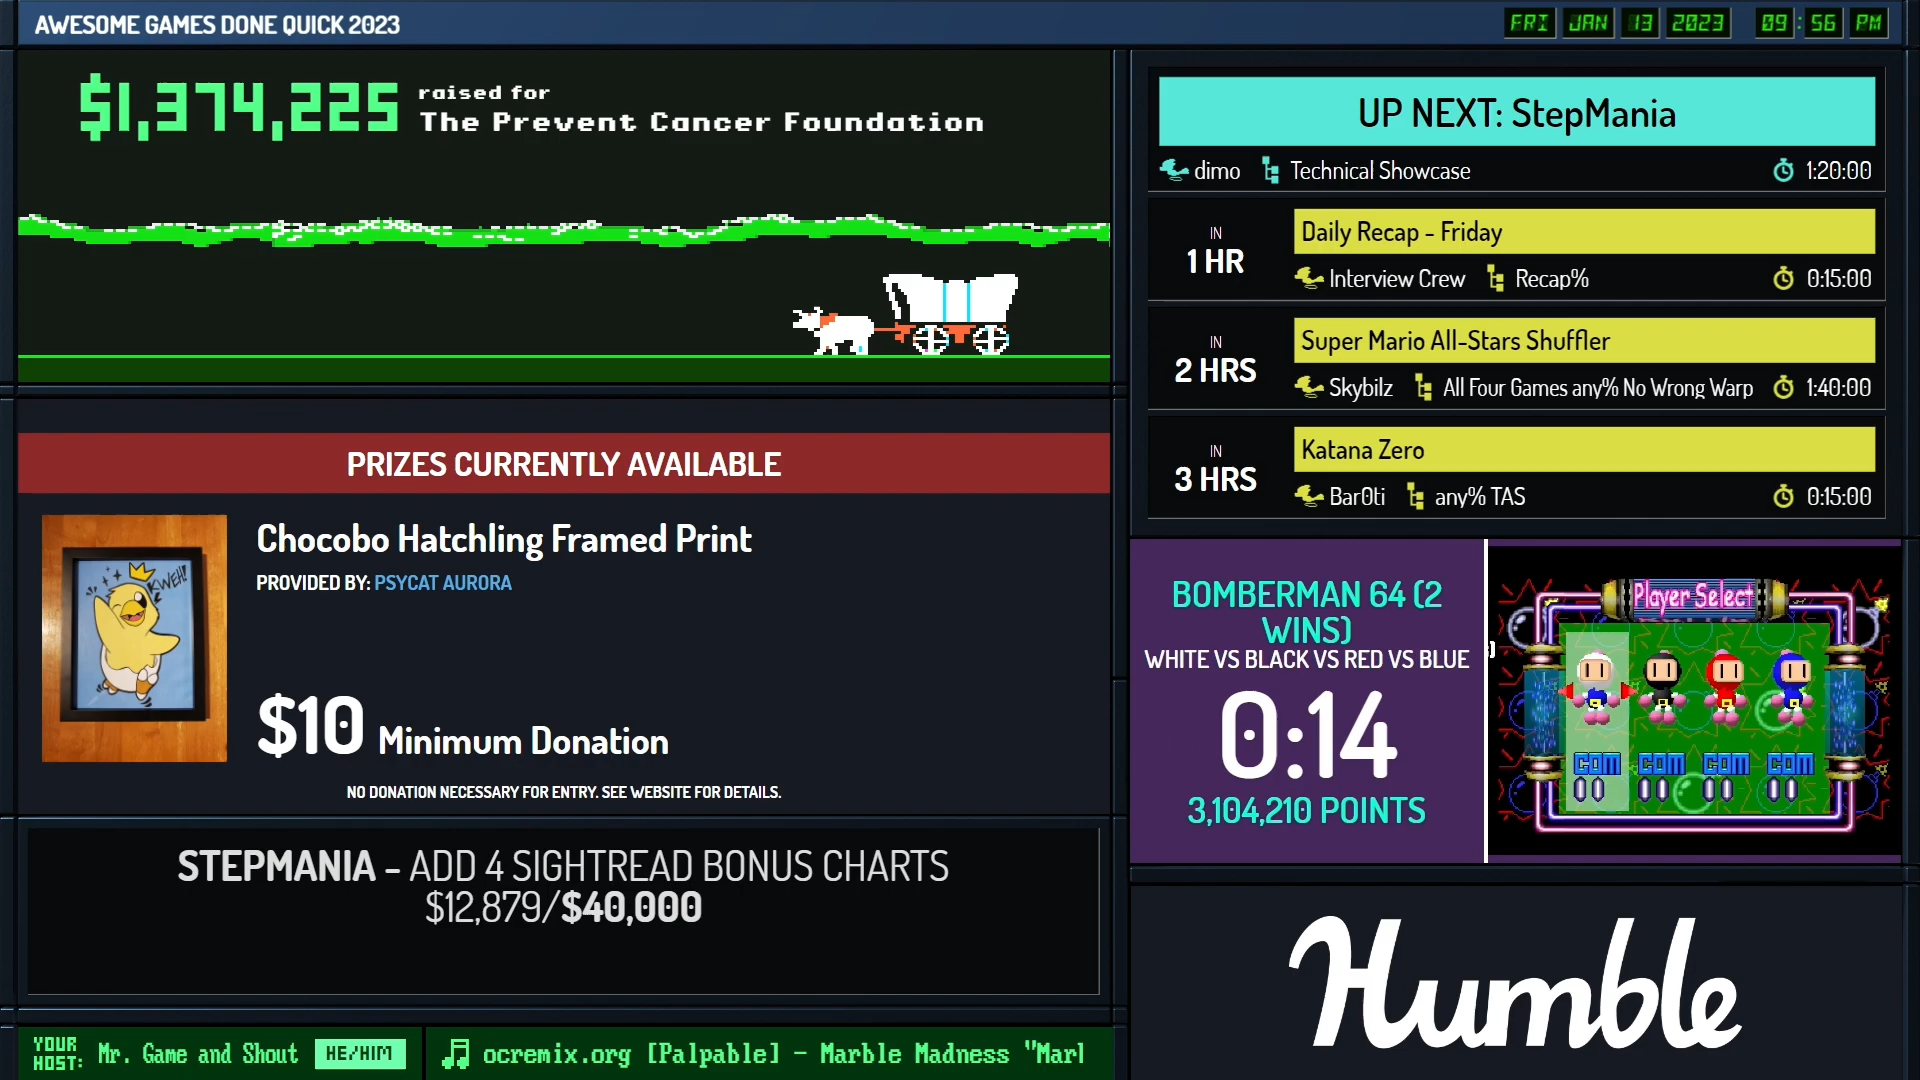 AWESOME GAMES DONE QUICK 2023
FRI JAN 13 2023 09:56 PM
$1,374,225 raised for
The Prevent Cancer Foundation
UP NEXT: StepMania
dimo Technical Showcase 1:20:00
IN
1 HR
Daily Recap - Friday
Interview Crew Recap% 0:15:00
IN
2 HRS
Super Mario All-Stars Shuffler
Skybilz All Four Games any% No Wrong Warp 1:40:00
IN
3 HRS
Katana Zero
Bar0ti any% TAS 0:15:00
PRIZES CURRENTLY AVAILABLE
KWEH!
Chocobo Hatchling Framed Print
PROVIDED BY: PSYCAT AURORA
$10 Minimum Donation
NO DONATION NECESSARY FOR ENTRY. SEE WEBSITE FOR DETAILS.
BOMBERMAN 64 (2
WINS)
WHITE VS BLACK VS RED VS BLUE
0:14
3,104,210 POINTS
Player Select
COM COM COM COM
STEPMANIA - ADD 4 SIGHTREAD BONUS CHARTS
$12,879/$40,000
Humble
YOUR
HOST: Mr. Game and Shout HE/HIM
ocremix.org [Palpable] - Marble Madness "Marl